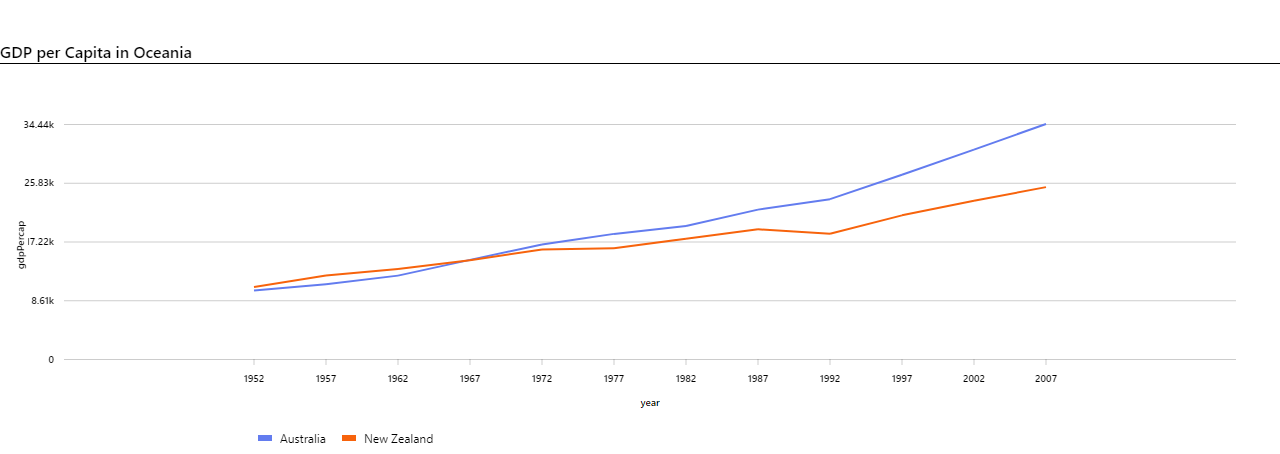 GDP per Capita in Oceania
34.44k
25.83k
17.22k
8.61k
0
gdpPercap
1952 1957 1962 1967 1972 1977 1982 1987 1992 1997 2002 2007
year
Australia New Zealand